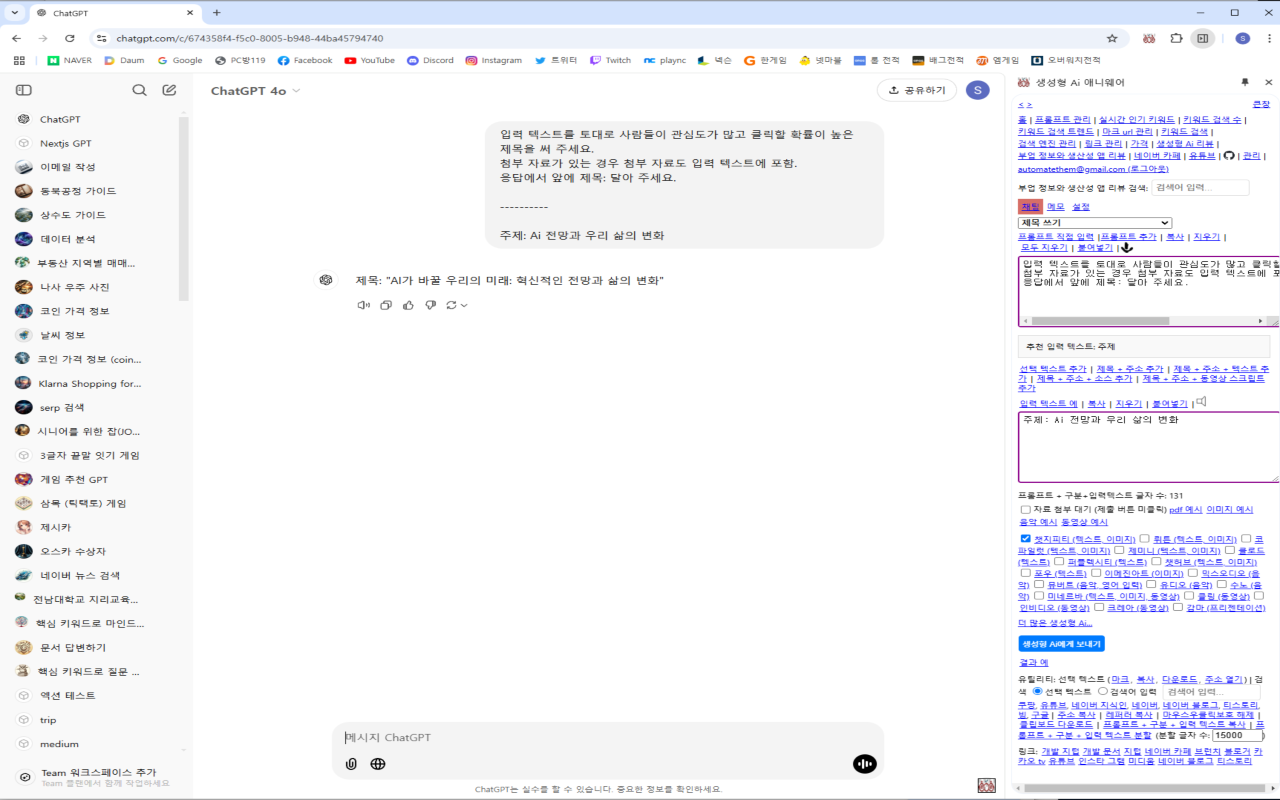 ChatGPT
chatgpt.com/c/674358f4-f5c0-8005-b948-44ba45794740
S
NAVER
Daum
Google
PC방119
Facebook
YouTube
Discord
Instagram
트위터
Twitch
plaync
넥슨
한게임
넷마블
롤 전적
배그전적
엠게임
오버워치전적
ChatGPT
Nextjs GPT
이메일 작성
동북공정 가이드
상수도 가이드
데이터 분석
부동산 지역별 매매...
나사 우주 사진
코인 가격 정보
날씨 정보
코인 가격 정보 (coin...
Klarna Shopping for...
serp 검색
시니어를 위한 잡(JO...
3글자 끝말 잇기 게임
게임 추천 GPT
삼목 (틱택토) 게임
제시카
오스카 수상자
네이버 뉴스 검색
전남대학교 지리교육...
핵심 키워드로 마인드...
문서 답변하기
핵심 키워드로 질문 ...
액션 테스트
trip
medium
Team 워크스페이스 추가
Team 플랜에서 함께 작업하세요
ChatGPT 4o
공유하기
S
입력 텍스트를 토대로 사람들이 관심도가 많고 클릭할 확률이 높은
제목을 써 주세요.
첨부 자료가 있는 경우 첨부 자료도 입력 텍스트에 포함.
응답에서 앞에 제목: 달아 주세요.
----------
주제: Ai 전망과 우리 삶의 변화
제목: "AI가 바꿀 우리의 미래: 혁신적인 전망과 삶의 변화"
메시지 ChatGPT
ChatGPT는 실수를 할 수 있습니다. 중요한 정보를 확인하세요.
생성형 Ai 애니웨어
< >
큰창
홈 | 프롬프트 관리 | 실시간 인기 키워드 | 키워드 검색 수 |
키워드 검색 트렌드 | 마크 url 관리 | 키워드 검색 |
검색 엔진 관리 | 링크 관리 | 가격 | 생성형 Ai 리뷰 |
부업 정보와 생산성 앱 리뷰 | 네이버 카페 | 유튜브 | | 관리 |
automatethem@gmail.com (로그아웃)
부업 정보와 생산성 앱 리뷰 검색: 검색어 입력...
채팅 메모 설정
제목 쓰기
프롬프트 직접 입력 | 프롬프트 추가 | 복사 | 지우기 |
모두 지우기 | 붙여넣기 |
입력 텍스트를 토대로 사람들이 관심도가 많고 클릭할
첨부 자료가 있는 경우 첨부 자료도 입력 텍스트에 포
응답에서 앞에 제목: 달아 주세요.
추천 입력 텍스트: 주제
선택 텍스트 추가 | 제목 + 주소 추가 | 제목 + 주소 + 텍스트 추
가 | 제목 + 주소 + 소스 추가 | 제목 + 주소 + 동영상 스크립트
추가
입력 텍스트 예 | 복사 | 지우기 | 붙여넣기 |
주제: Ai 전망과 우리 삶의 변화
프롬프트 + 구분+입력텍스트 글자 수: 131
자료 첨부 대기 (제출 버튼 미클릭) pdf 예시 이미지 예시
음악 예시 동영상 예시
챗지피티 (텍스트, 이미지) 뤼튼 (텍스트, 이미지) 코
파일럿 (텍스트, 이미지) 제미니 (텍스트, 이미지) 클로드
(텍스트) 퍼플렉시티 (텍스트) 챗허브 (텍스트, 이미지)
포우 (텍스트) 이매진아트 (이미지) 믹스오디오 (음
악) 뮤버트 (음악, 영어 입력) 유디오 (음악) 수노 (음
악) 미네르바 (텍스트, 이미지, 동영상) 클링 (동영상)
인비디오 (동영상) 크레아 (동영상) 감마 (프리젠테이션)
더 많은 생성형 Ai...
생성형 Ai에게 보내기
결과 예
유틸리티: 선택 텍스트 (마크, 복사, 다운로드, 주소 열기) | 검
색 선택 텍스트 검색어 입력 검색어 입력...
쿠팡, 유튜브, 네이버 지식인, 네이버, 네이버 블로그, 티스토리,
빙, 구글 | 주소 복사 | 레퍼러 복사 | 마우스우클릭보호 해제 |
클립보드 다운로드 | 프롬프트 + 구분 + 입력 텍스트 복사 | 프
롬프트 + 구분 + 입력 텍스트 분할 (분할 글자 수: 15000 )
링크: 개발 지팁 개발 문서 지팁 네이버 카페 브런치 블로거 카
카오 tv 유튜브 인스타 그램 미디움 네이버 블로그 티스토리